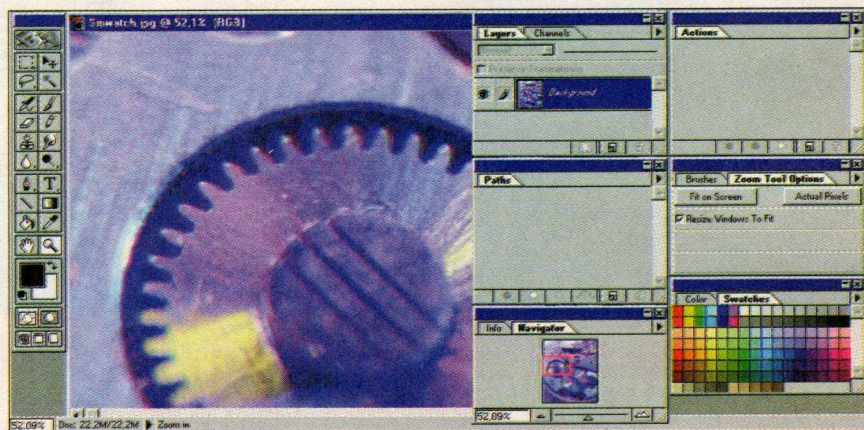 Smwatch.jpg @ 52,1% (RGB)
Layers
Channels
Preserve Transparency
Background
Actions
Paths
Brushes
Zoom Tool Options
Fit on Screen
Actual Pixels
Resize Windows To Fit
Color
Swatches
Info
Navigator
52.09%
52.09%
Doc: 22,2M/22,2M
Zoom in
T